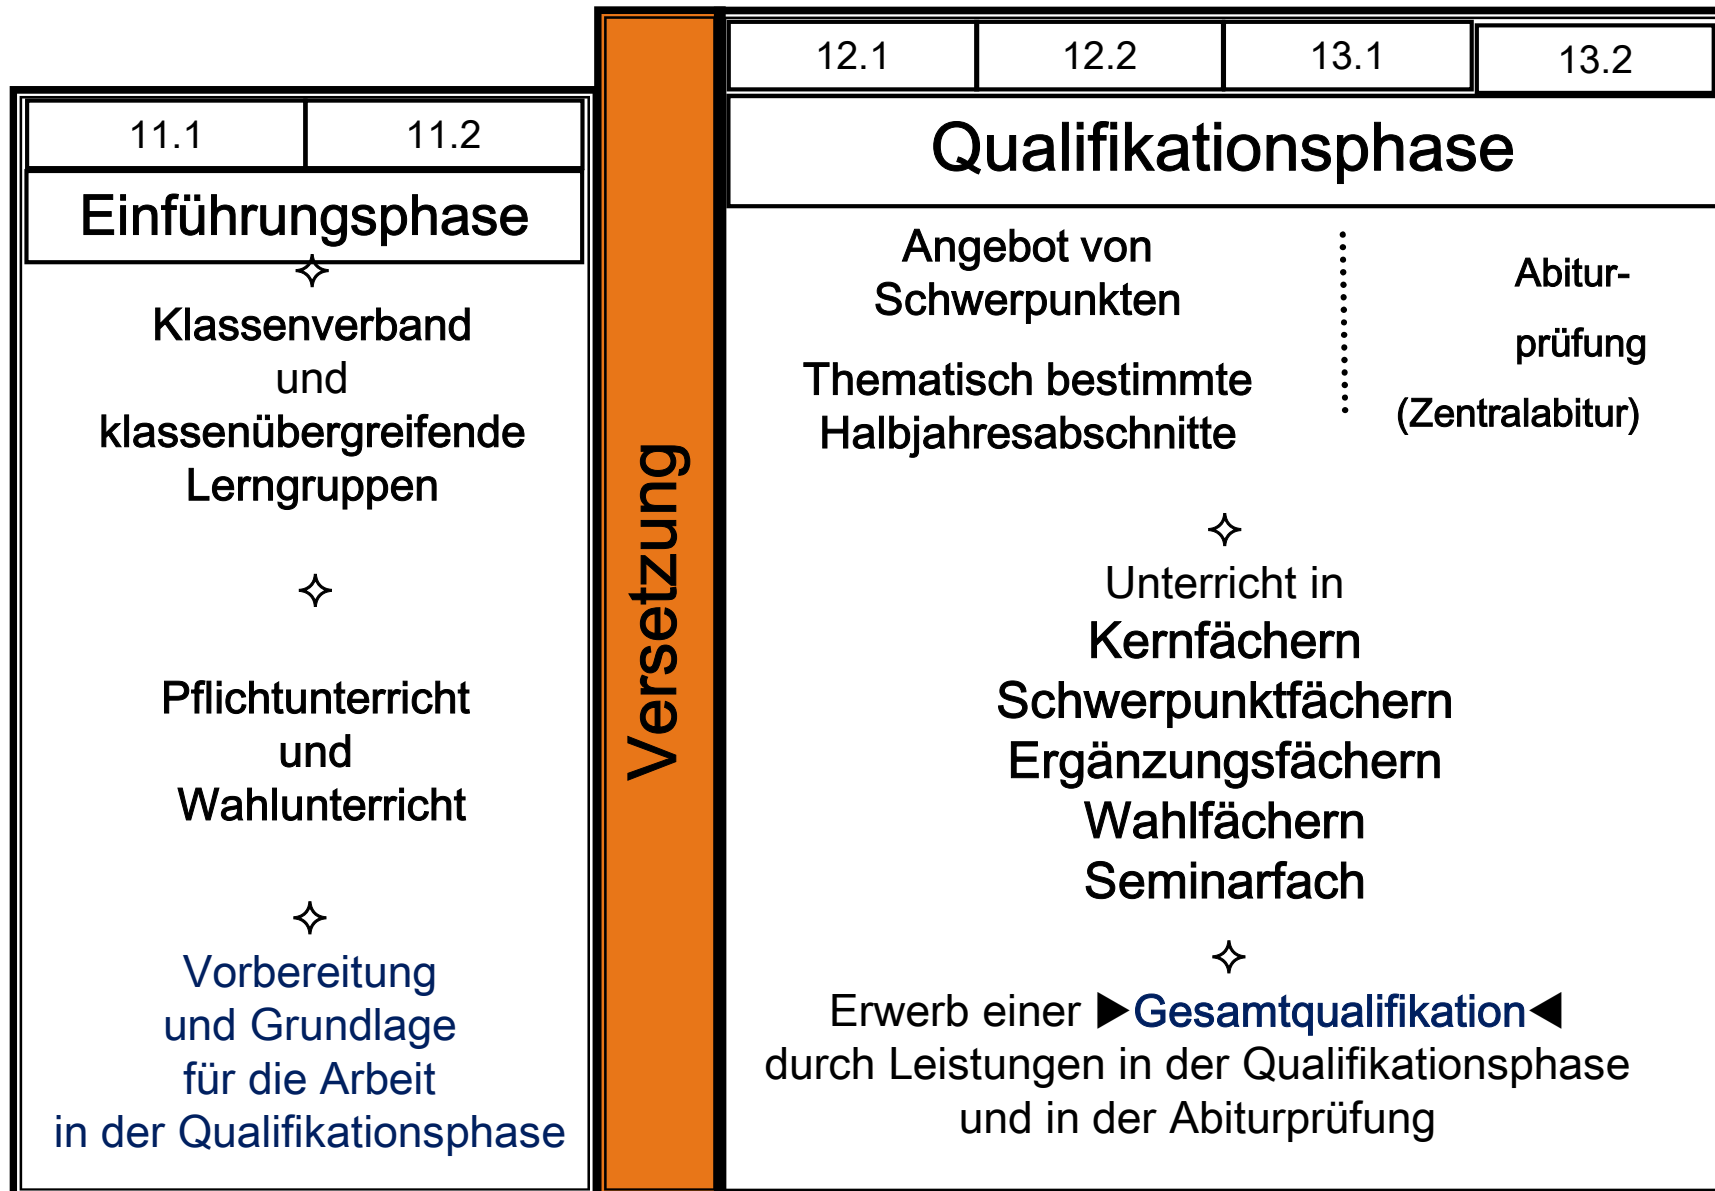 11.1 11.2
Einführungsphase
Klassenverband
und
klassenübergreifende
Lerngruppen
Pflichtunterricht
und
Wahlunterricht
Vorbereitung
und Grundlage
für die Arbeit
in der Qualifikationsphase
Versetzung
12.1 12.2 13.1 13.2
Qualifikationsphase
Angebot von
Schwerpunkten
Thematisch bestimmte
Halbjahresabschnitte
Abitur-
prüfung
(Zentralabitur)
Unterricht in
Kernfächern
Schwerpunktfächern
Ergänzungsfächern
Wahlfächern
Seminarfach
Erwerb einer ▶Gesamtqualifikation◀
durch Leistungen in der Qualifikationsphase
und in der Abiturprüfung